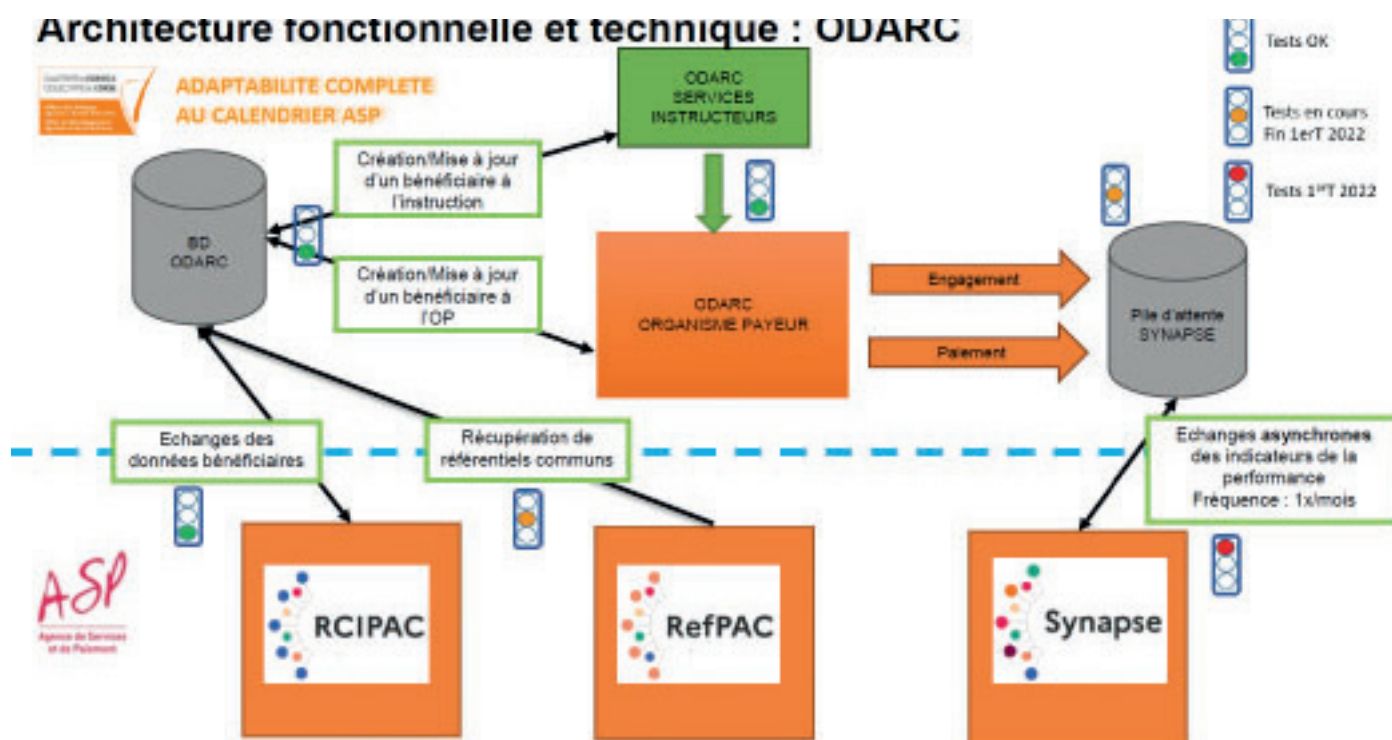 Architecture fonctionnelle et technique : ODARC
ADAPTABILITE COMPLETE
AU CALENDRIER ASP
ODARC
SERVICES
INSTRUCTEURS
Tests OK
Tests en cours
Fin 1erT 2022
Tests 1erT 2022
Création/Mise à jour
d'un bénéficiaire à
l'instruction
BD
ODARC
Création/Mise à jour
d'un bénéficiaire à
l'OP
ODARC
ORGANISME PAYEUR
Engagement
Paiement
Pile d'attente
SYNAPSE
Echanges des
données bénéficiaires
Récupération de
référentiels communs
Echanges asynchrones
des indicateurs de la
performance
Fréquence : 1x/mois
ASP
Agence de Services
et de Paiement
RCIPAC
RefPAC
Synapse